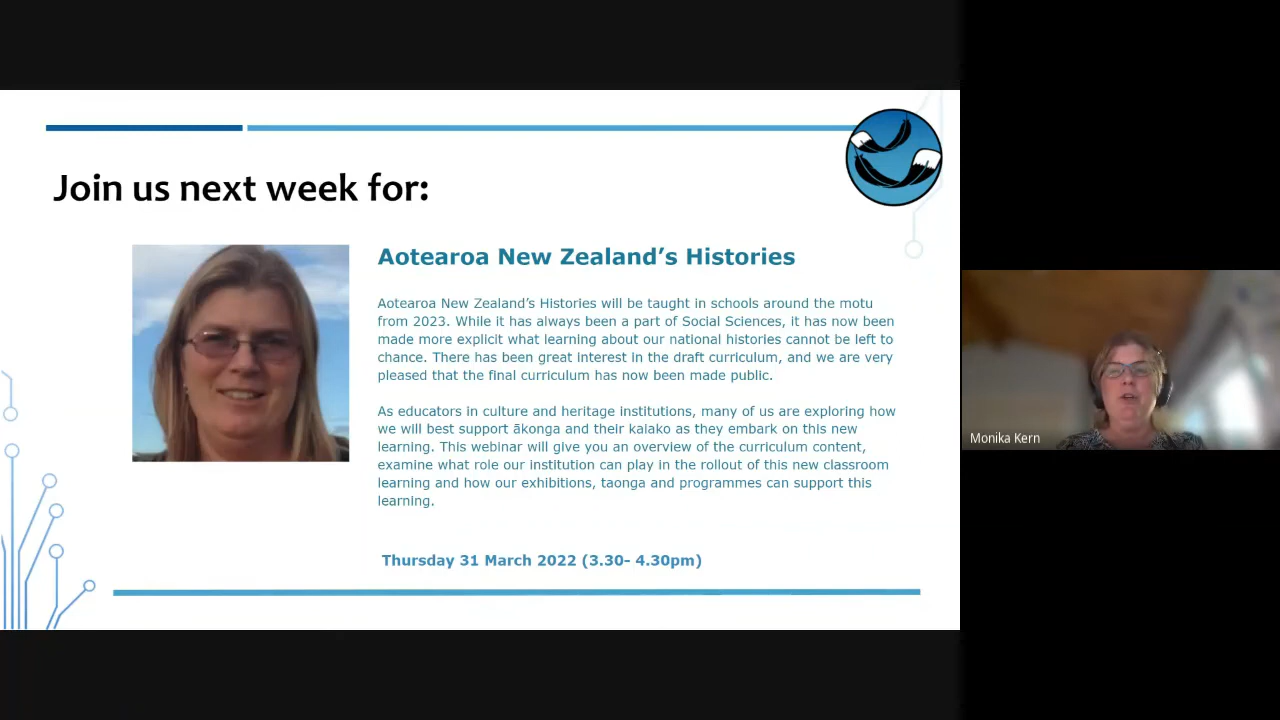 Join us next week for:
Aotearoa New Zealand's Histories
Aotearoa New Zealand's Histories will be taught in schools around the motu
from 2023. While it has always been a part of Social Sciences, it has now been
made more explicit what learning about our national histories cannot be left to
chance. There has been great interest in the draft curriculum, and we are very
pleased that the final curriculum has now been made public.
As educators in culture and heritage institutions, many of us are exploring how
we will best support ākonga and their kaiako as they embark on this new
learning. This webinar will give you an overview of the curriculum content,
examine what role our institution can play in the rollout of this new classroom
learning and how our exhibitions, taonga and programmes can support this
learning.
Thursday 31 March 2022 (3.30- 4.30pm)
Monika Kern